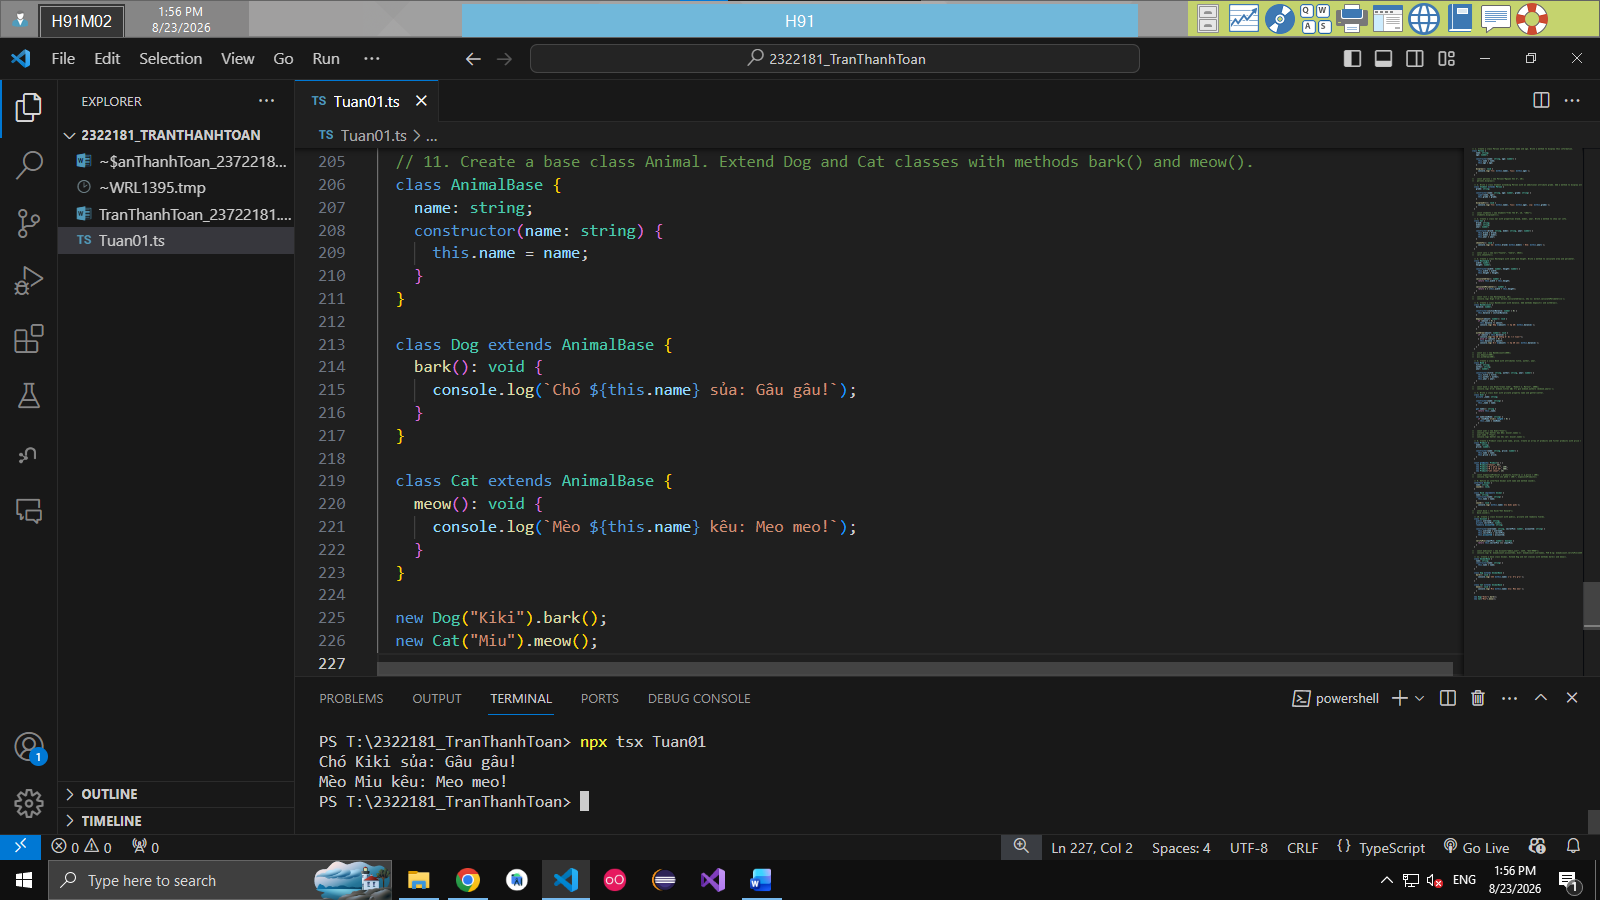 H91M02
1:56 PM
8/23/2026
H91
Q W
A S
File Edit Selection View Go Run ···
2322181_TranThanhToan
EXPLORER ···
TS Tuan01.ts
2322181_TRANTHANHTOAN
~$anThanhToan_2372218...
~WRL1395.tmp
TranThanhToan_23722181....
TS Tuan01.ts
TS Tuan01.ts > ...
205 // 11. Create a base class Animal. Extend Dog and Cat classes with methods bark() and meow().
206 class AnimalBase {
207 name: string;
208 constructor(name: string) {
209 this.name = name;
210 }
211 }
212
213 class Dog extends AnimalBase {
214 bark(): void {
215 console.log(`Chó ${this.name} sủa: Gâu gâu!`);
216 }
217 }
218
219 class Cat extends AnimalBase {
220 meow(): void {
221 console.log(`Mèo ${this.name} kêu: Meo meo!`);
222 }
223 }
224
225 new Dog("Kiki").bark();
226 new Cat("Miu").meow();
227
PROBLEMS OUTPUT TERMINAL PORTS DEBUG CONSOLE
powershell
PS T:\2322181_TranThanhToan> npx tsx Tuan01
Chó Kiki sủa: Gâu gâu!
Mèo Miu kêu: Meo meo!
PS T:\2322181_TranThanhToan>
1
OUTLINE
TIMELINE
0 0 0
Ln 227, Col 2 Spaces: 4 UTF-8 CRLF {} TypeScript Go Live
Type here to search
ENG
1:56 PM
8/23/2026
1